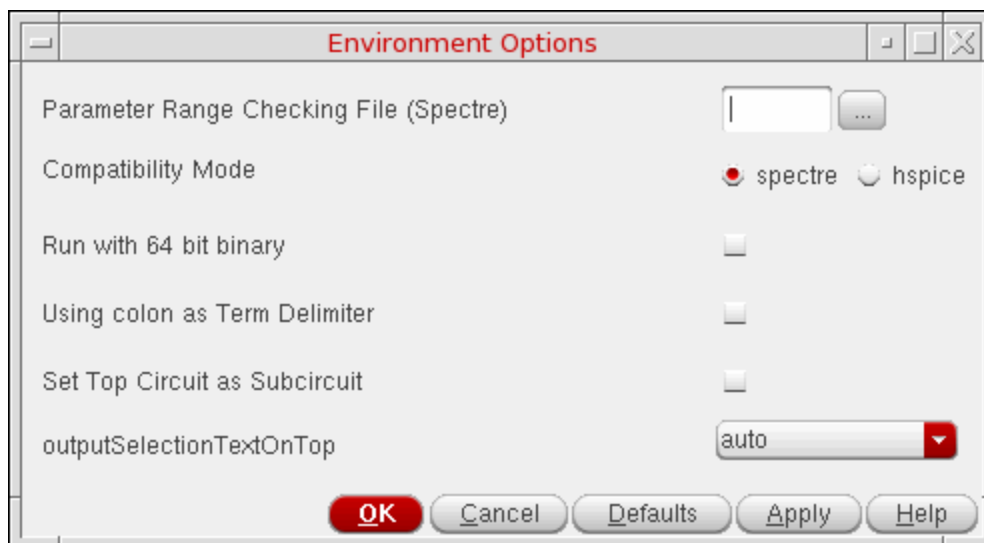 Environment Options
Parameter Range Checking File (Spectre) ...
Compatibility Mode spectre hspice
Run with 64 bit binary
Using colon as Term Delimiter
Set Top Circuit as Subcircuit
outputSelectionTextOnTop auto
OK Cancel Defaults Apply Help